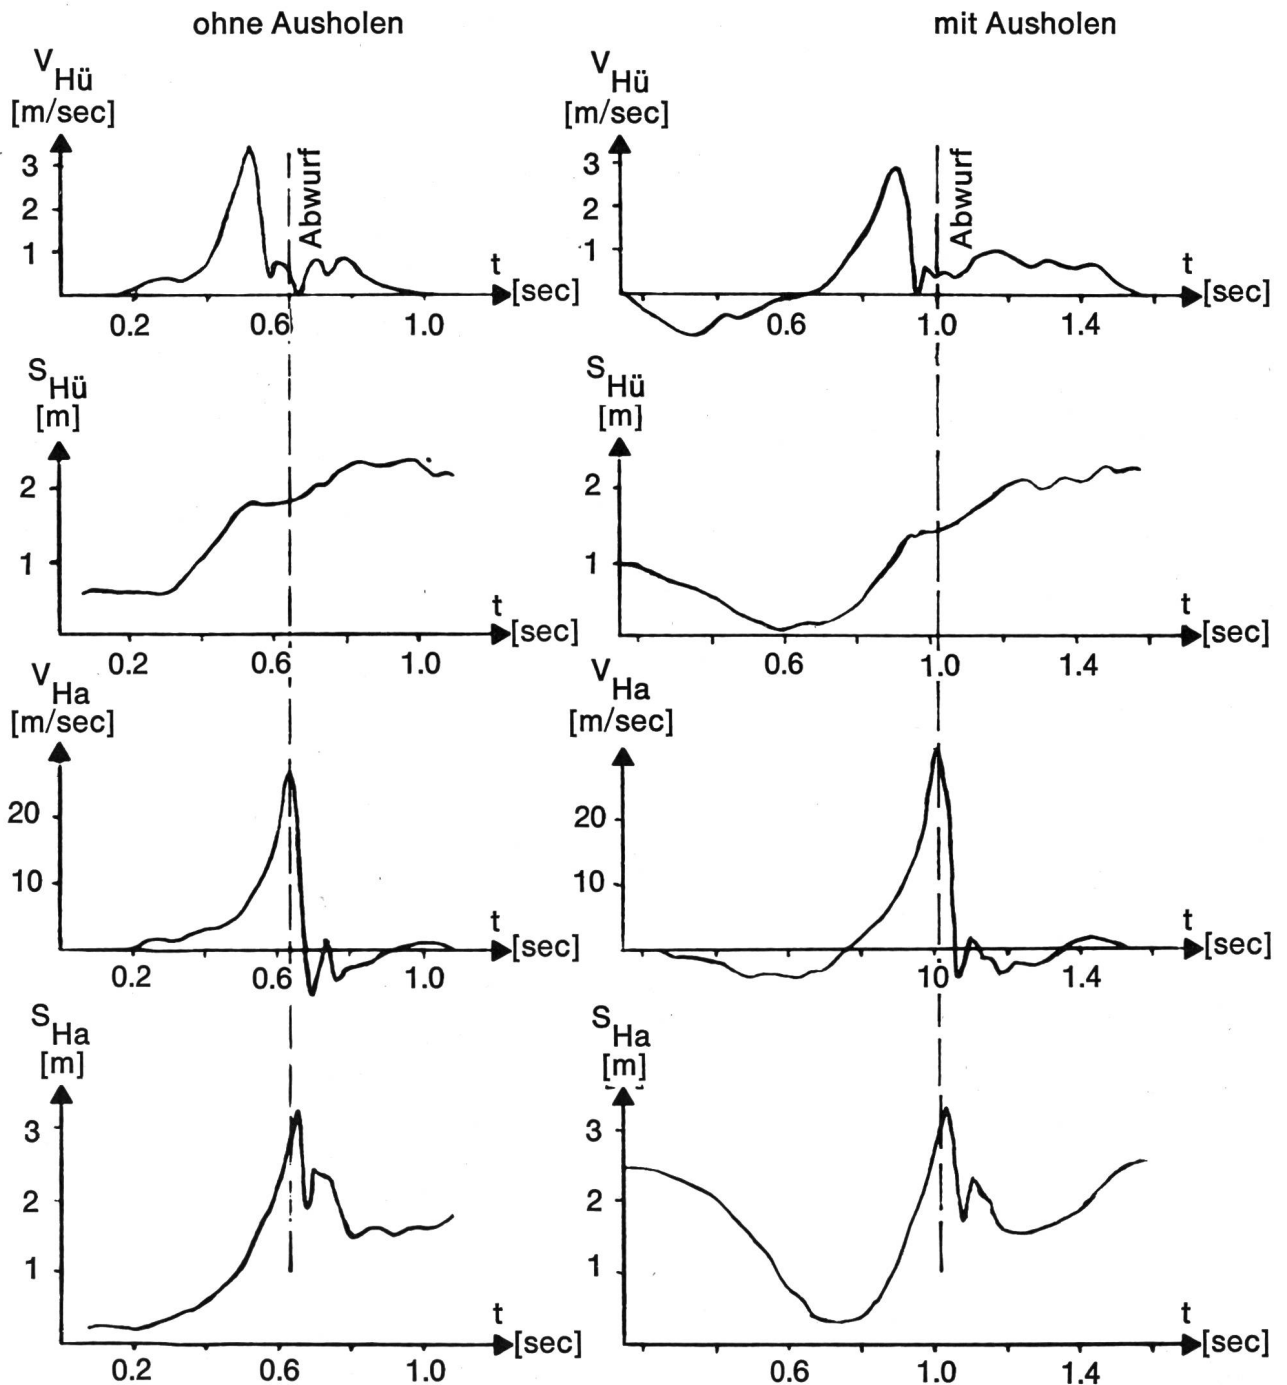 ohne Ausholen
mit Ausholen
V Hü
[m/sec]
3
2
1
Abwurf
t
[sec]
0.2 0.6 1.0
V Hü
[m/sec]
3
2
1
Abwurf
t
[sec]
0.6 1.0 1.4
S Hü
[m]
2
1
t
[sec]
0.2 0.6 1.0
S Hü
[m]
2
1
t
[sec]
0.6 1.0 1.4
V Ha
[m/sec]
20
10
t
[sec]
0.2 0.6 1.0
V Ha
[m/sec]
20
10
t
[sec]
10 1.4
S Ha
[m]
3
2
1
t
[sec]
0.2 0.6 1.0
S Ha
[m]
3
2
1
t
[sec]
0.6 1.0 1.4